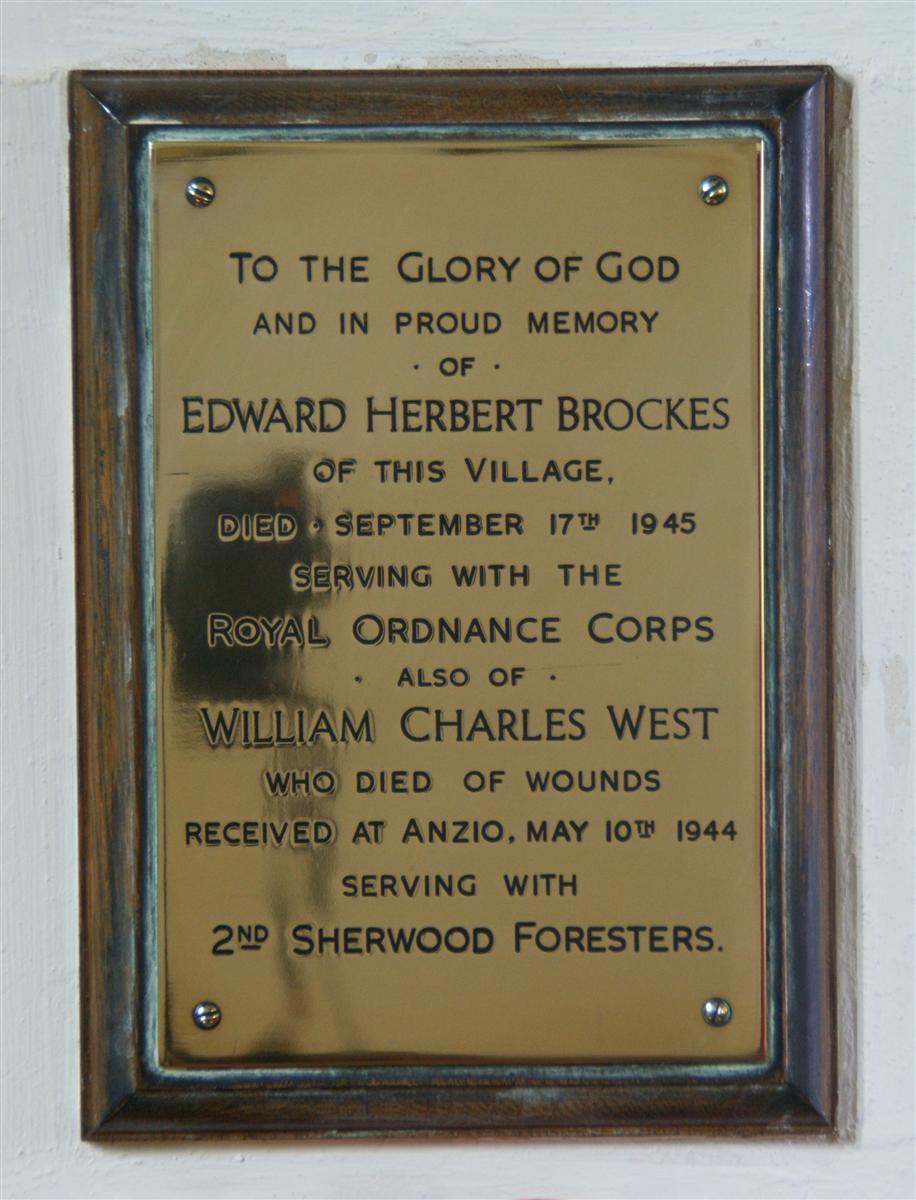 To the Glory of God
and in proud memory
· of ·
Edward Herbert Brockes
of this Village,
died · September 17th 1945
serving with the
Royal Ordnance Corps
· also of ·
William Charles West
who died of wounds
received at Anzio, May 10th 1944
serving with
2nd Sherwood Foresters.